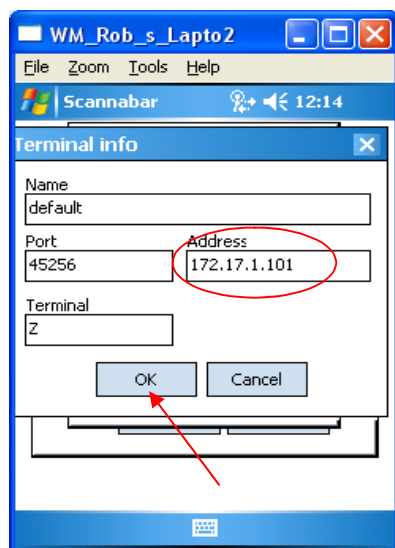 WM_Rob_s_Lapto2
File Zoom Tools Help
Scannabar 12:14
Terminal info
Name
default
Port Address
45256 172.17.1.101
Terminal
Z
OK Cancel